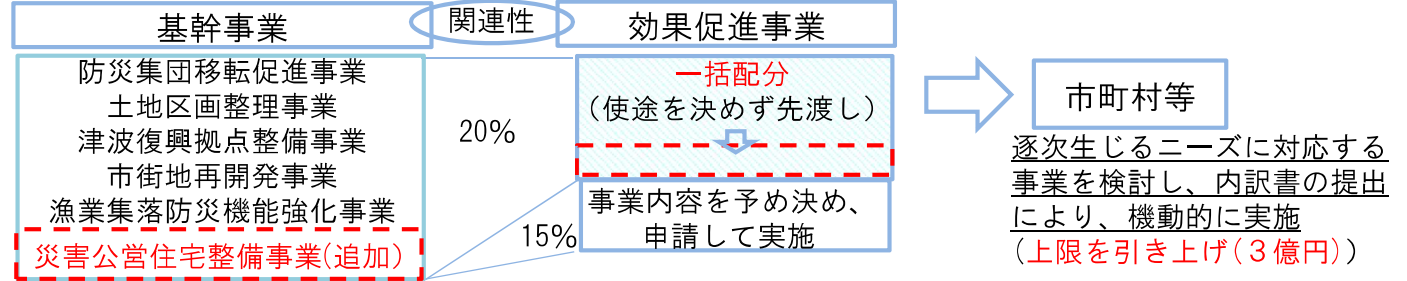 基幹事業
関連性
効果促進事業
防災集団移転促進事業
土地区画整理事業
津波復興拠点整備事業
市街地再開発事業
漁業集落防災機能強化事業
災害公営住宅整備事業(追加)
20%
15%
一括配分
(使途を決めず先渡し)
事業内容を予め決め、
申請して実施
市町村等
逐次生じるニーズに対応する
事業を検討し、内訳書の提出
により、機動的に実施
(上限を引き上げ(3億円))